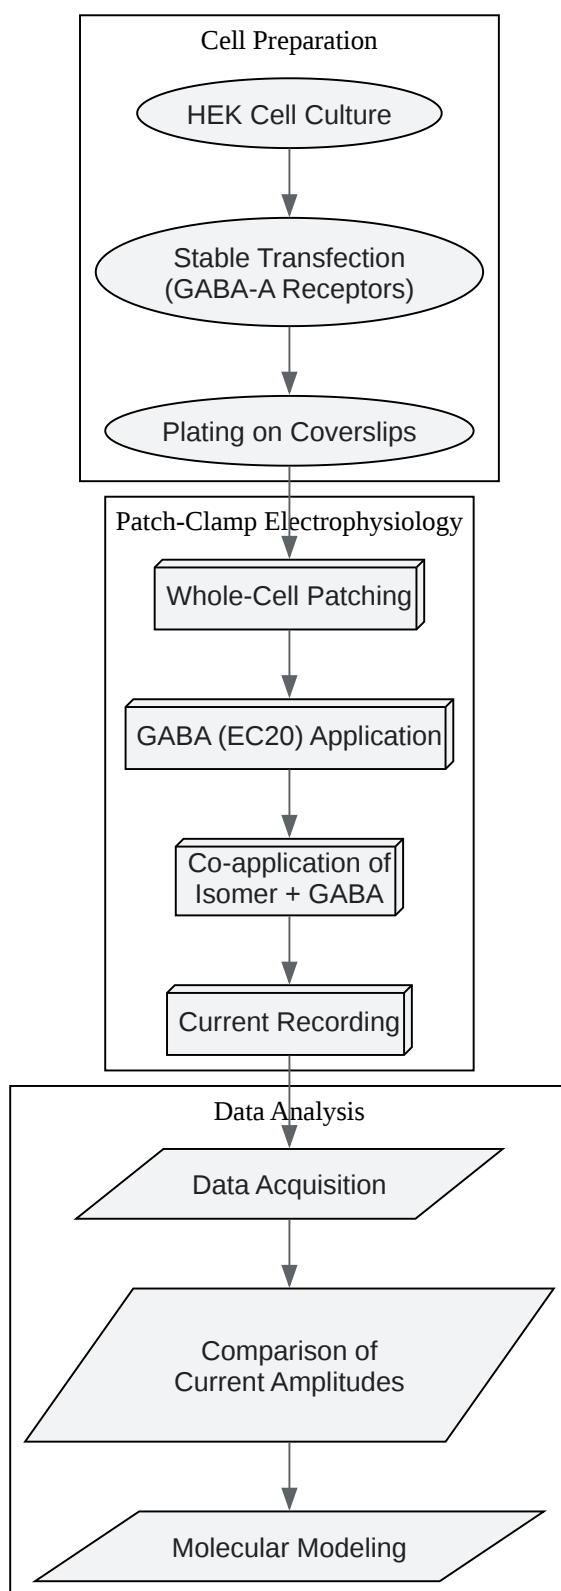 Cell Preparation
HEK Cell Culture
Stable Transfection
(GABA-A Receptors)
Plating on Coverslips
Patch-Clamp Electrophysiology
Whole-Cell Patching
GABA (EC20) Application
Co-application of
Isomer + GABA
Current Recording
Data Analysis
Data Acquisition
Comparison of
Current Amplitudes
Molecular Modeling